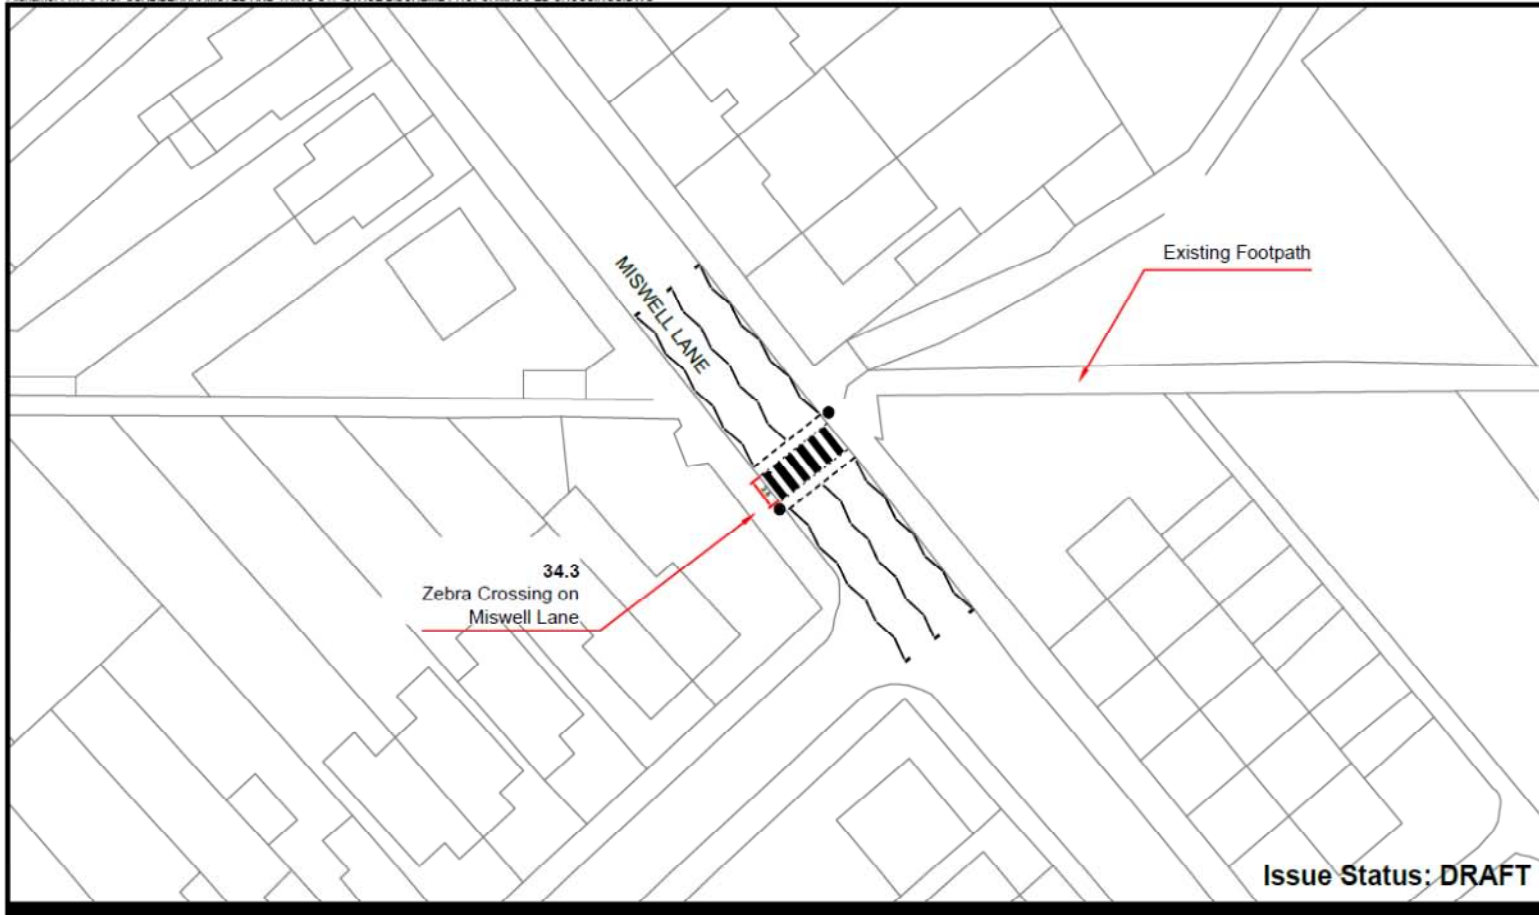 Existing Footpath
MISWELL LANE
34.3
Zebra Crossing on
Miswell Lane
Issue Status: DRAFT